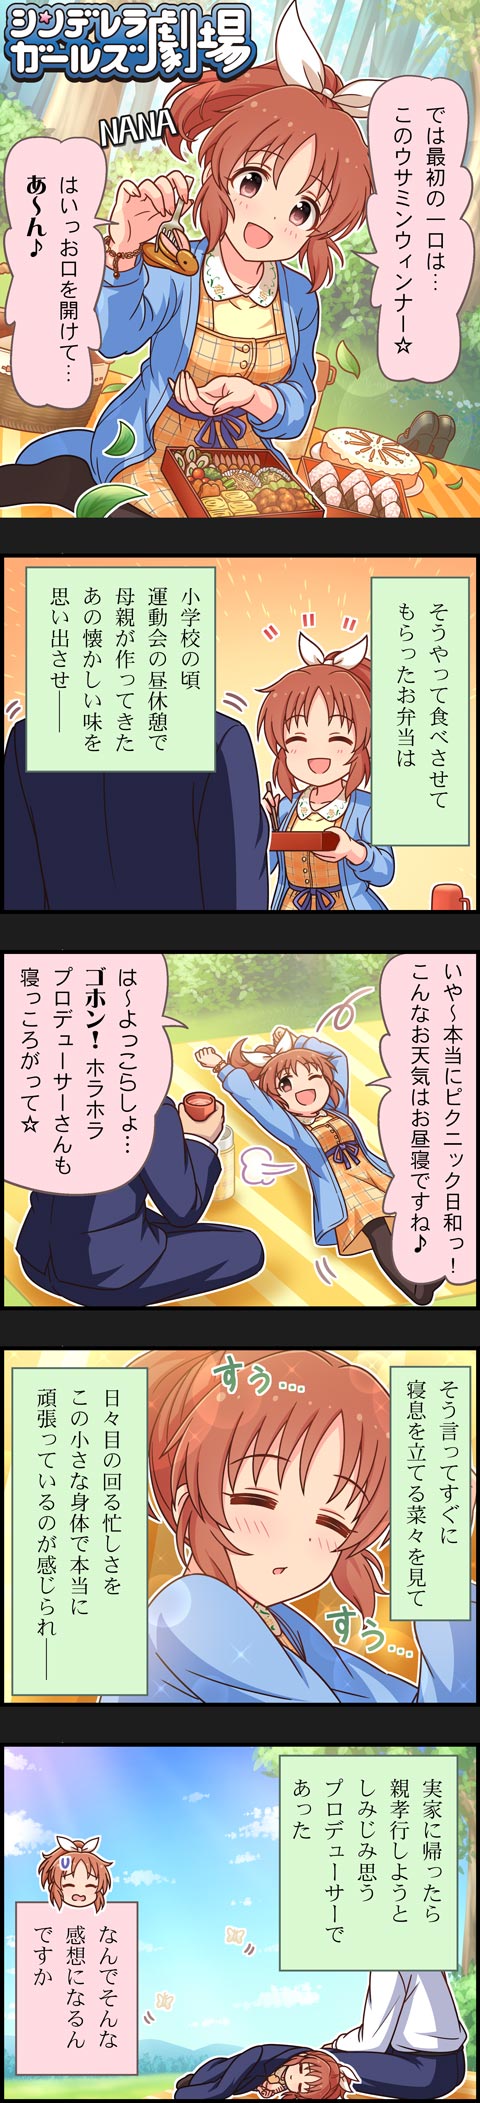 シンデレラ
ガールズ劇場
NANA
では最初の一口は…
このウサミンウィンナー☆
はいっお口を開けて…
あ〜ん♪
そうやって食べさせて
もらったお弁当は
小学校の頃
運動会の昼休憩で
母親が作ってきた
あの懐かしい味を
思い出させ――
いや〜本当にピクニック日和っ！
こんなお天気はお昼寝ですね♪
は〜よっこらしょ…
ゴホン！ホラホラ
プロデューサーさんも
寝っころがって☆
そう言ってすぐに
寝息を立てる菜々を見て
すぅ…
すぅ…
日々目の回る忙しさを
この小さな身体で本当に
頑張っているのが感じられ――
実家に帰ったら
親孝行しようと
しみじみ思う
プロデューサーで
あった
なんでそんな
感想になるん
ですか